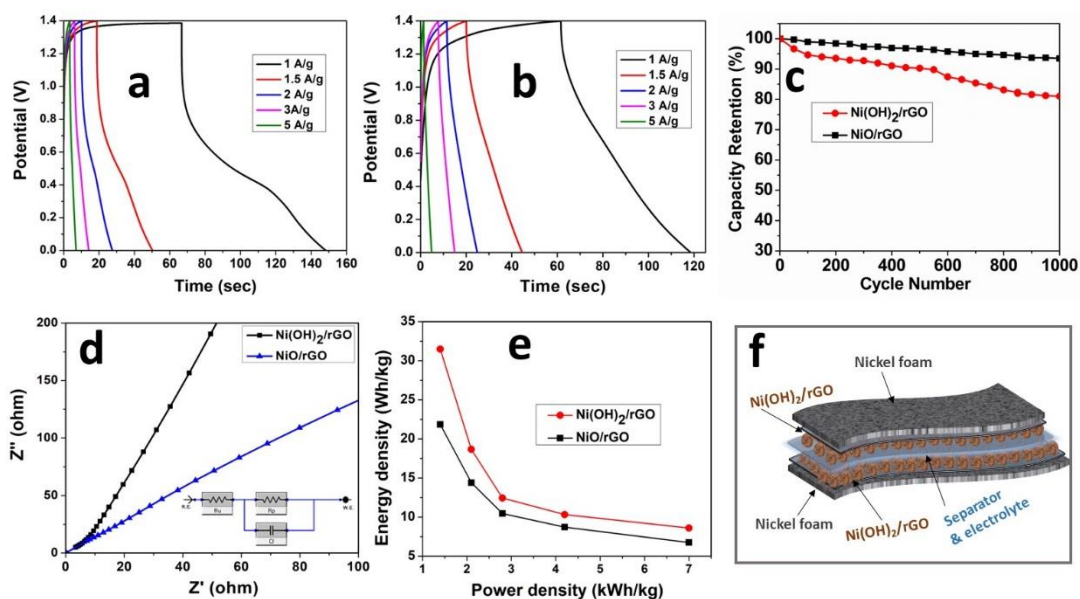 a
1 A/g
1.5 A/g
2 A/g
3A/g
5 A/g
Potential (V)
1.4
1.2
1.0
0.8
0.6
0.4
0.2
0.0
0 20 40 60 80 100 120 140 160
Time (sec)
b
1 A/g
1.5 A/g
2 A/g
3 A/g
5 A/g
Potential (V)
1.4
1.2
1.0
0.8
0.6
0.4
0.2
0.0
0 20 40 60 80 100 120
Time (sec)
c
Ni(OH)₂/rGO
NiO/rGO
Capacity Retention (%)
100
90
80
70
60
50
40
30
0 200 400 600 800 1000
Cycle Number
d
Ni(OH)₂/rGO
NiO/rGO
Z'' (ohm)
200
150
100
50
0
R.E.
Ru
Rp
Cf
W.E.
0 20 40 60 80 100
Z' (ohm)
e
Ni(OH)₂/rGO
NiO/rGO
Energy density (Wh/kg)
35
30
25
20
15
10
5
1 2 3 4 5 6 7
Power density (kWh/kg)
f
Nickel foam
Ni(OH)₂/rGO
Nickel foam
Ni(OH)₂/rGO
Separator
& electrolyte